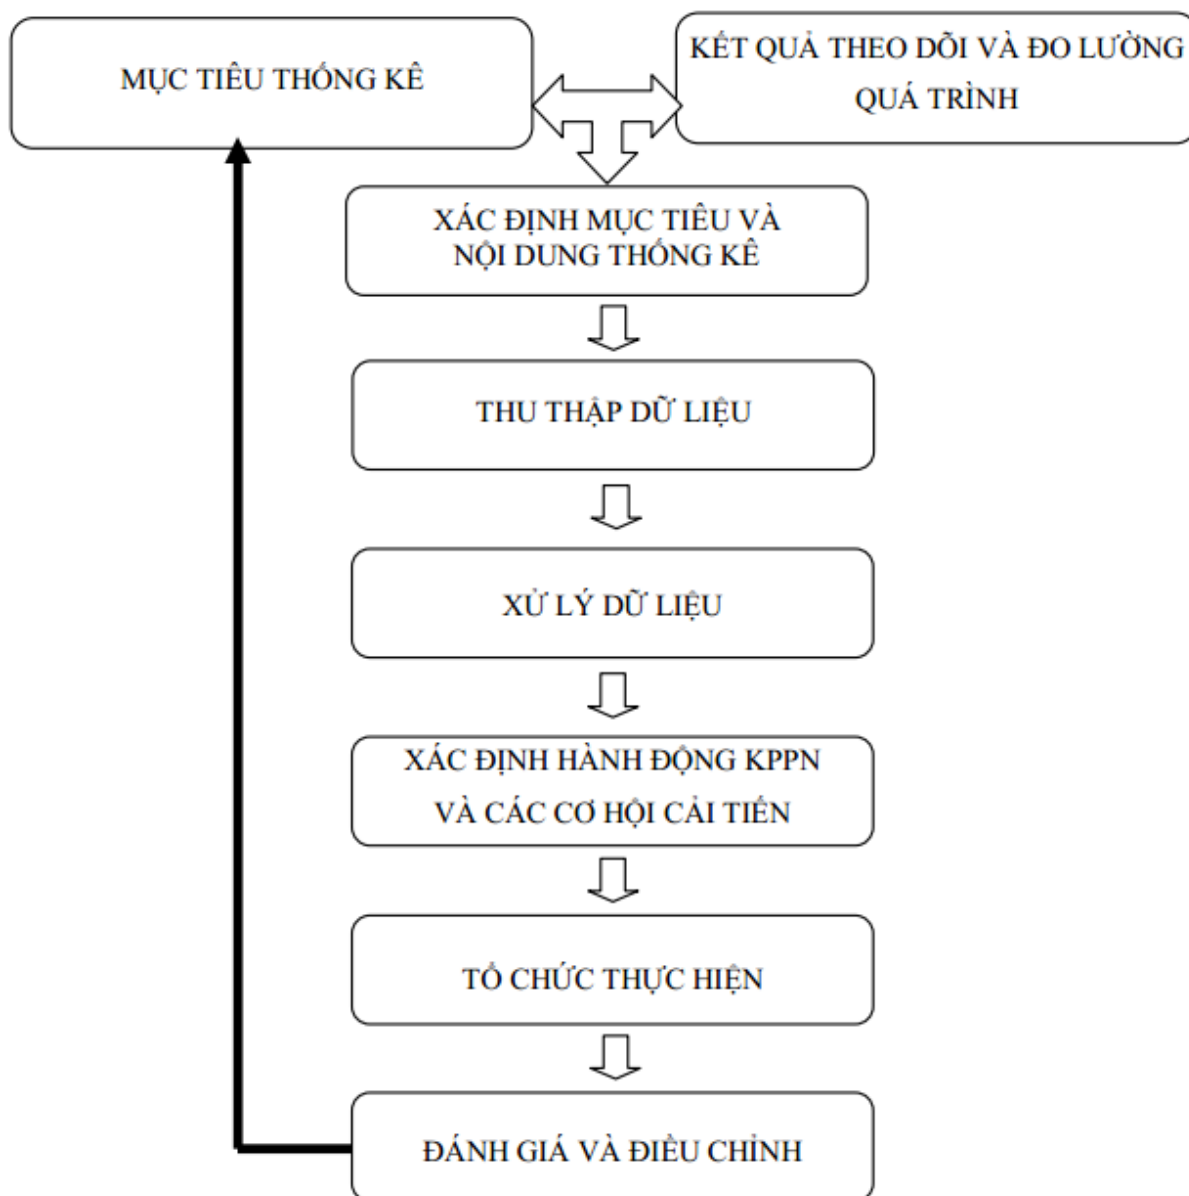 MỤC TIÊU THỐNG KÊ
KẾT QUẢ THEO DÕI VÀ ĐO LƯỜNG
QUÁ TRÌNH
XÁC ĐỊNH MỤC TIÊU VÀ
NỘI DUNG THỐNG KÊ
THU THẬP DỮ LIỆU
XỬ LÝ DỮ LIỆU
XÁC ĐỊNH HÀNH ĐỘNG KPPN
VÀ CÁC CƠ HỘI CẢI TIẾN
TỔ CHỨC THỰC HIỆN
ĐÁNH GIÁ VÀ ĐIỀU CHỈNH